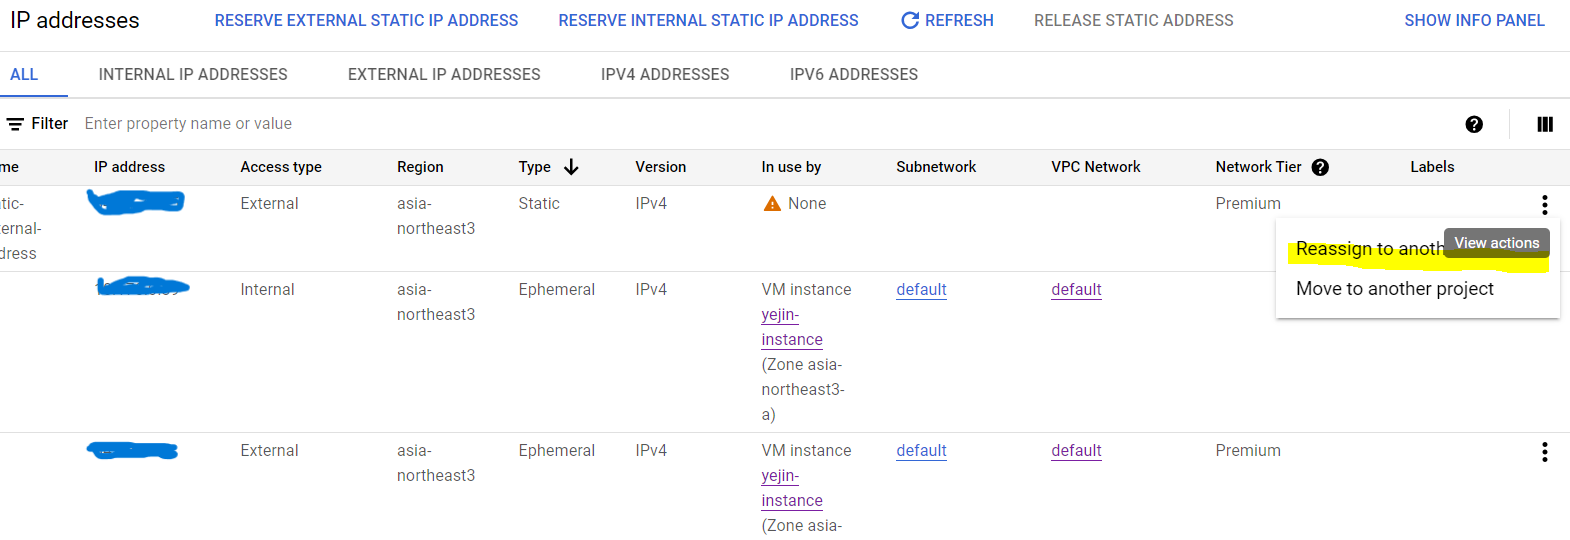 IP addresses RESERVE EXTERNAL STATIC IP ADDRESS RESERVE INTERNAL STATIC IP ADDRESS REFRESH RELEASE STATIC ADDRESS SHOW INFO PANEL
ALL INTERNAL IP ADDRESSES EXTERNAL IP ADDRESSES IPV4 ADDRESSES IPV6 ADDRESSES
Filter Enter property name or value
me IP address Access type Region Type Version In use by Subnetwork VPC Network Network Tier Labels
tic- External asia- Static IPv4 None Premium
ernal- northeast3
dress
Reassign to anoth View actions
Move to another project
Internal asia- Ephemeral IPv4 VM instance default default
northeast3 yejin-
instance
(Zone asia-
northeast3-
a)
External asia- Ephemeral IPv4 VM instance default default Premium
northeast3 yejin-
instance
(Zone asia-